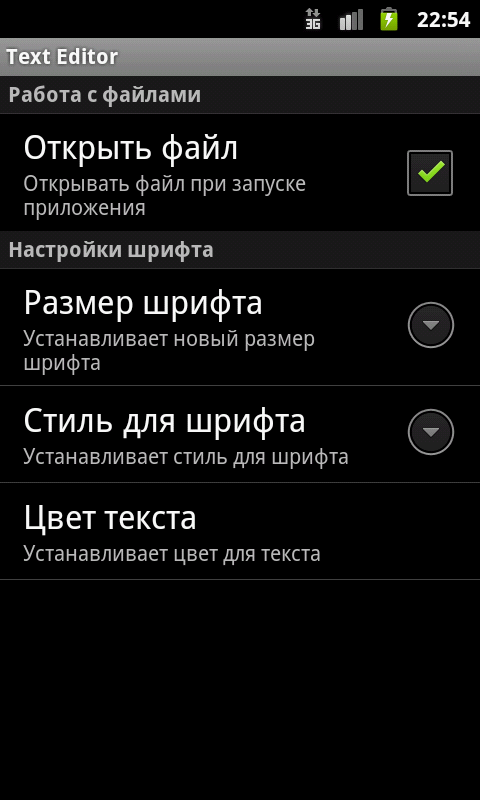 3G 22:54
Text Editor
Работа с файлами
Открыть файл
Открывать файл при запуске
приложения
Настройки шрифта
Размер шрифта
Устанавливает новый размер
шрифта
Стиль для шрифта
Устанавливает стиль для шрифта
Цвет текста
Устанавливает цвет для текста